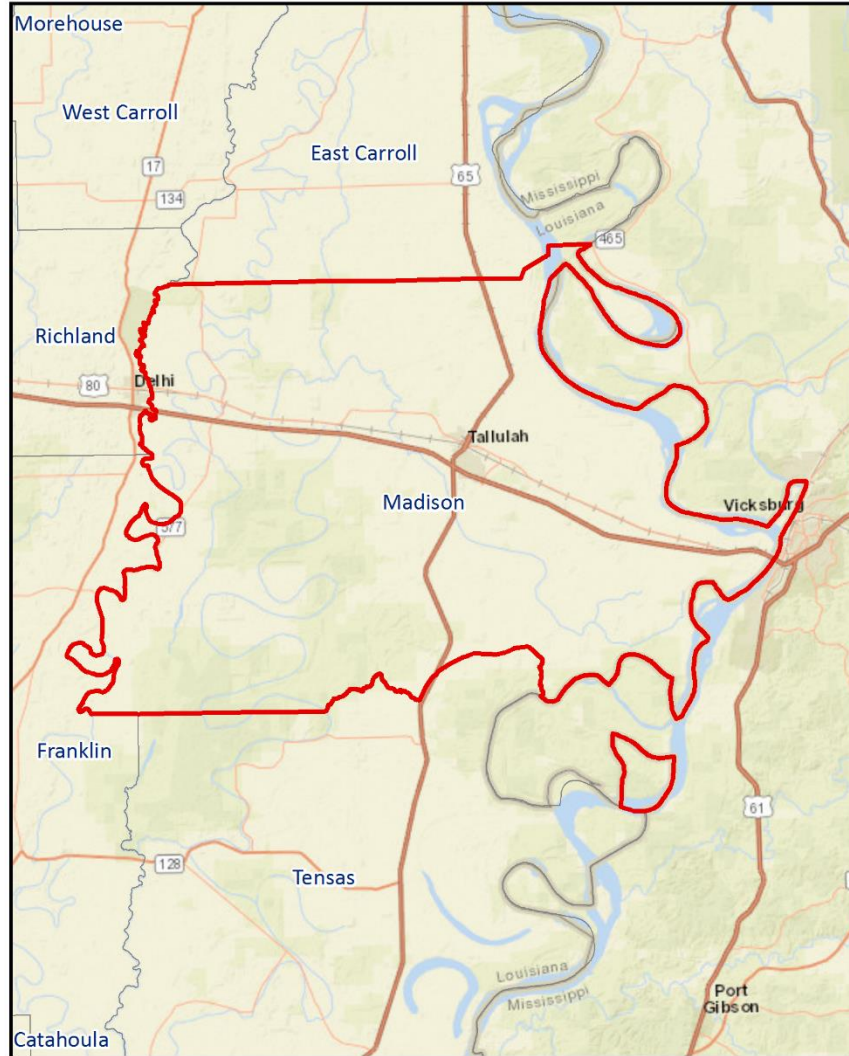 Morehouse
West Carroll
East Carroll
17
134
65
Mississippi
Louisiana
465
Richland
80
Delhi
Tallulah
Madison
Vicksburg
577
Franklin
61
128
Tensas
Louisiana
Mississippi
Port
Gibson
Catahoula